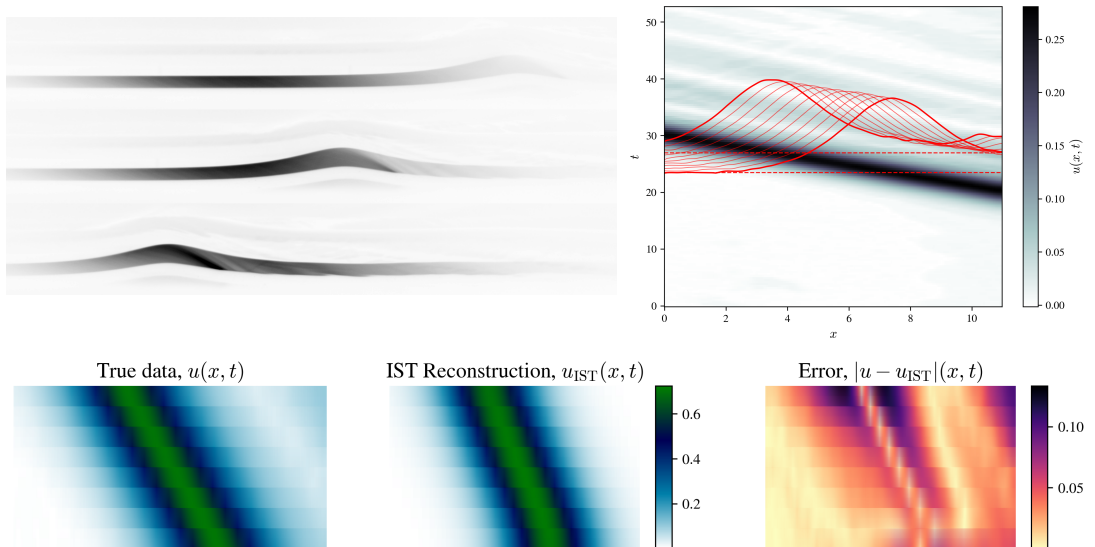 50
40
30
20
10
0
t
0 2 4 6 8 10
x
0.25
0.20
0.15
0.10
0.05
0.00
u(x, t)
True data, u(x, t)
IST Reconstruction, u_IST(x, t)
Error, |u − u_IST|(x, t)
0.6
0.4
0.2
0.10
0.05